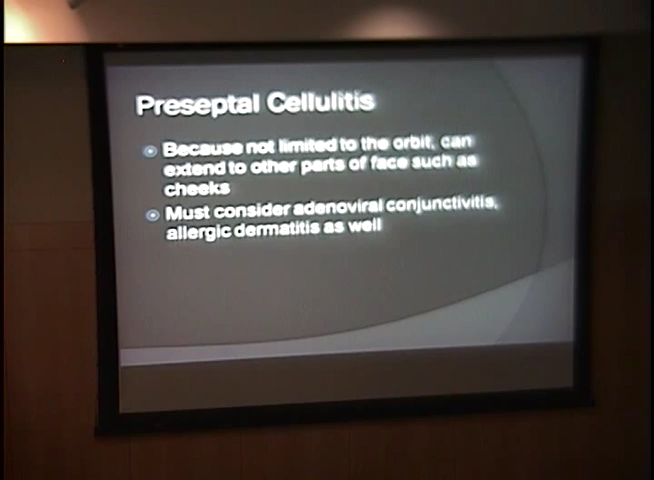 Preseptal Cellulitis
Because not limited to the orbit, can
extend to other parts of face such as
cheeks
Must consider adenoviral conjunctivitis,
allergic dermatitis as well